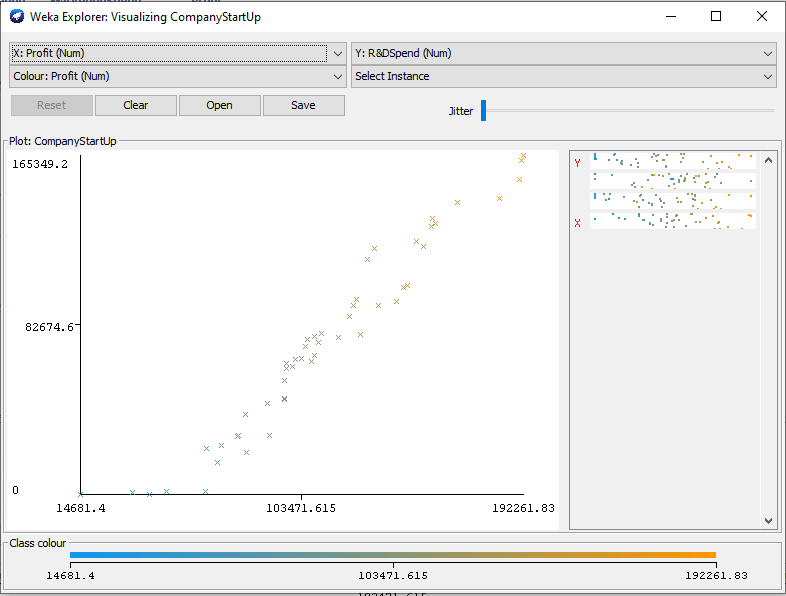 Weka Explorer: Visualizing CompanyStartUp
X: Profit (Num)
Y: R&DSpend (Num)
Colour: Profit (Num)
Select Instance
Reset
Clear
Open
Save
Jitter
Plot: CompanyStartUp
165349.2
82674.6
0
14681.4
103471.615
192261.83
Y
X
Class colour
14681.4
103471.615
192261.83